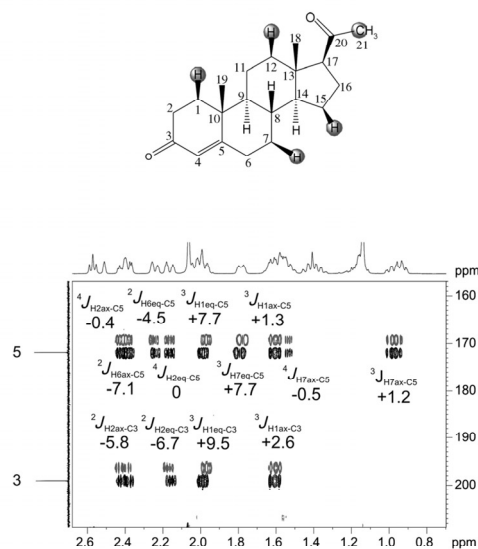 O 20 21 CH3
18
12 H 17
11 13 16
19
H 1 9 H 14 15
2 10 8 H
H H
3 5 7
O 4 6 H
ppm
4JH2ax-C5 2JH6eq-C5 3JH1eq-C5 3JH1ax-C5 160
-0.4 -4.5 +7.7 +1.3
5 170
2JH6ax-C5 4JH2eq-C5 3JH7eq-C5 4JH7ax-C5 3JH7ax-C5
-7.1 0 +7.7 -0.5 +1.2 180
2JH2ax-C3 2JH2eq-C3 3JH1eq-C3 3JH1ax-C3
-5.8 -6.7 +9.5 +2.6 190
3 200
2.6 2.4 2.2 2.0 1.8 1.6 1.4 1.2 1.0 0.8 ppm